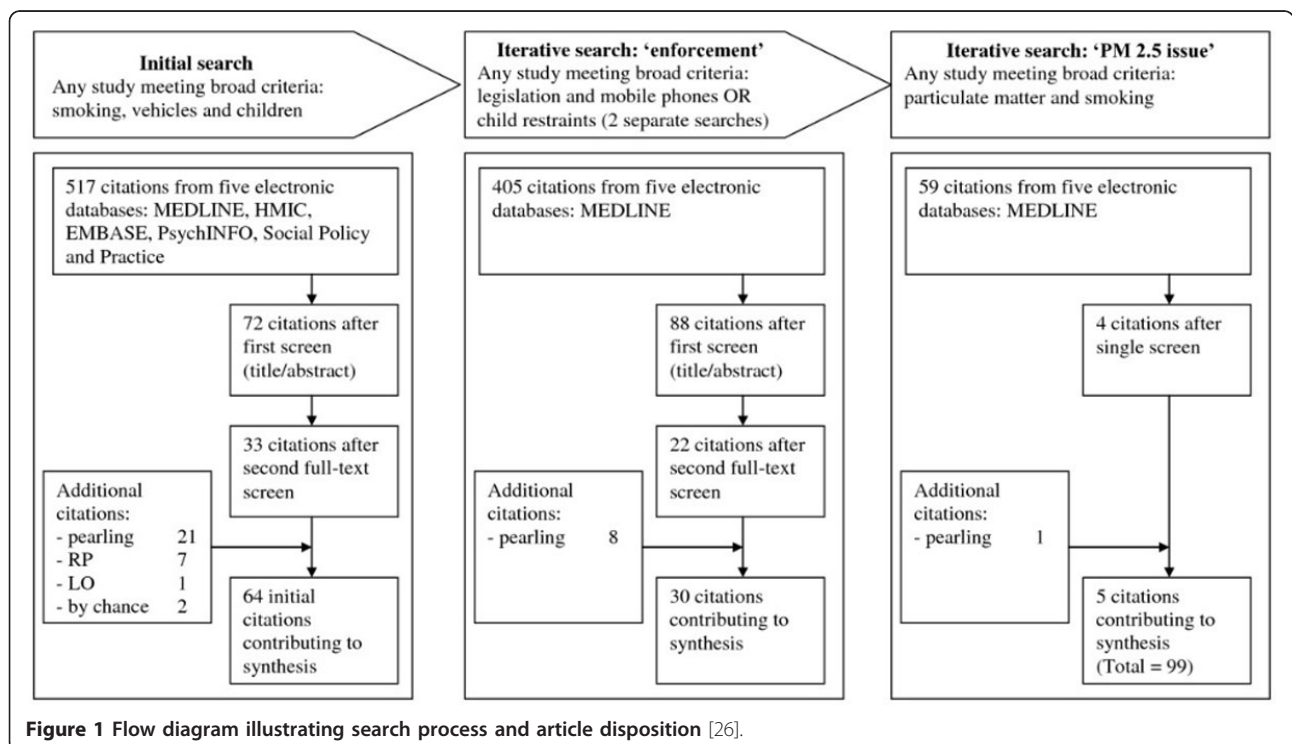 Initial search
Any study meeting broad criteria:
smoking, vehicles and children
Iterative search: ‘enforcement’
Any study meeting broad criteria:
legislation and mobile phones OR
child restraints (2 separate searches)
Iterative search: ‘PM 2.5 issue’
Any study meeting broad criteria:
particulate matter and smoking
517 citations from five electronic
databases: MEDLINE, HMIC,
EMBASE, PsychINFO, Social Policy
and Practice
72 citations after
first screen
(title/abstract)
33 citations after
second full-text
screen
Additional
citations:
- pearling 21
- RP 7
- LO 1
- by chance 2
64 initial
citations
contributing to
synthesis
405 citations from five electronic
databases: MEDLINE
88 citations after
first screen
(title/abstract)
22 citations after
second full-text
screen
Additional
citations:
- pearling 8
30 citations
contributing to
synthesis
59 citations from five electronic
databases: MEDLINE
4 citations after
single screen
Additional
citations:
- pearling 1
5 citations
contributing to
synthesis
(Total = 99)
Figure 1 Flow diagram illustrating search process and article disposition [26].